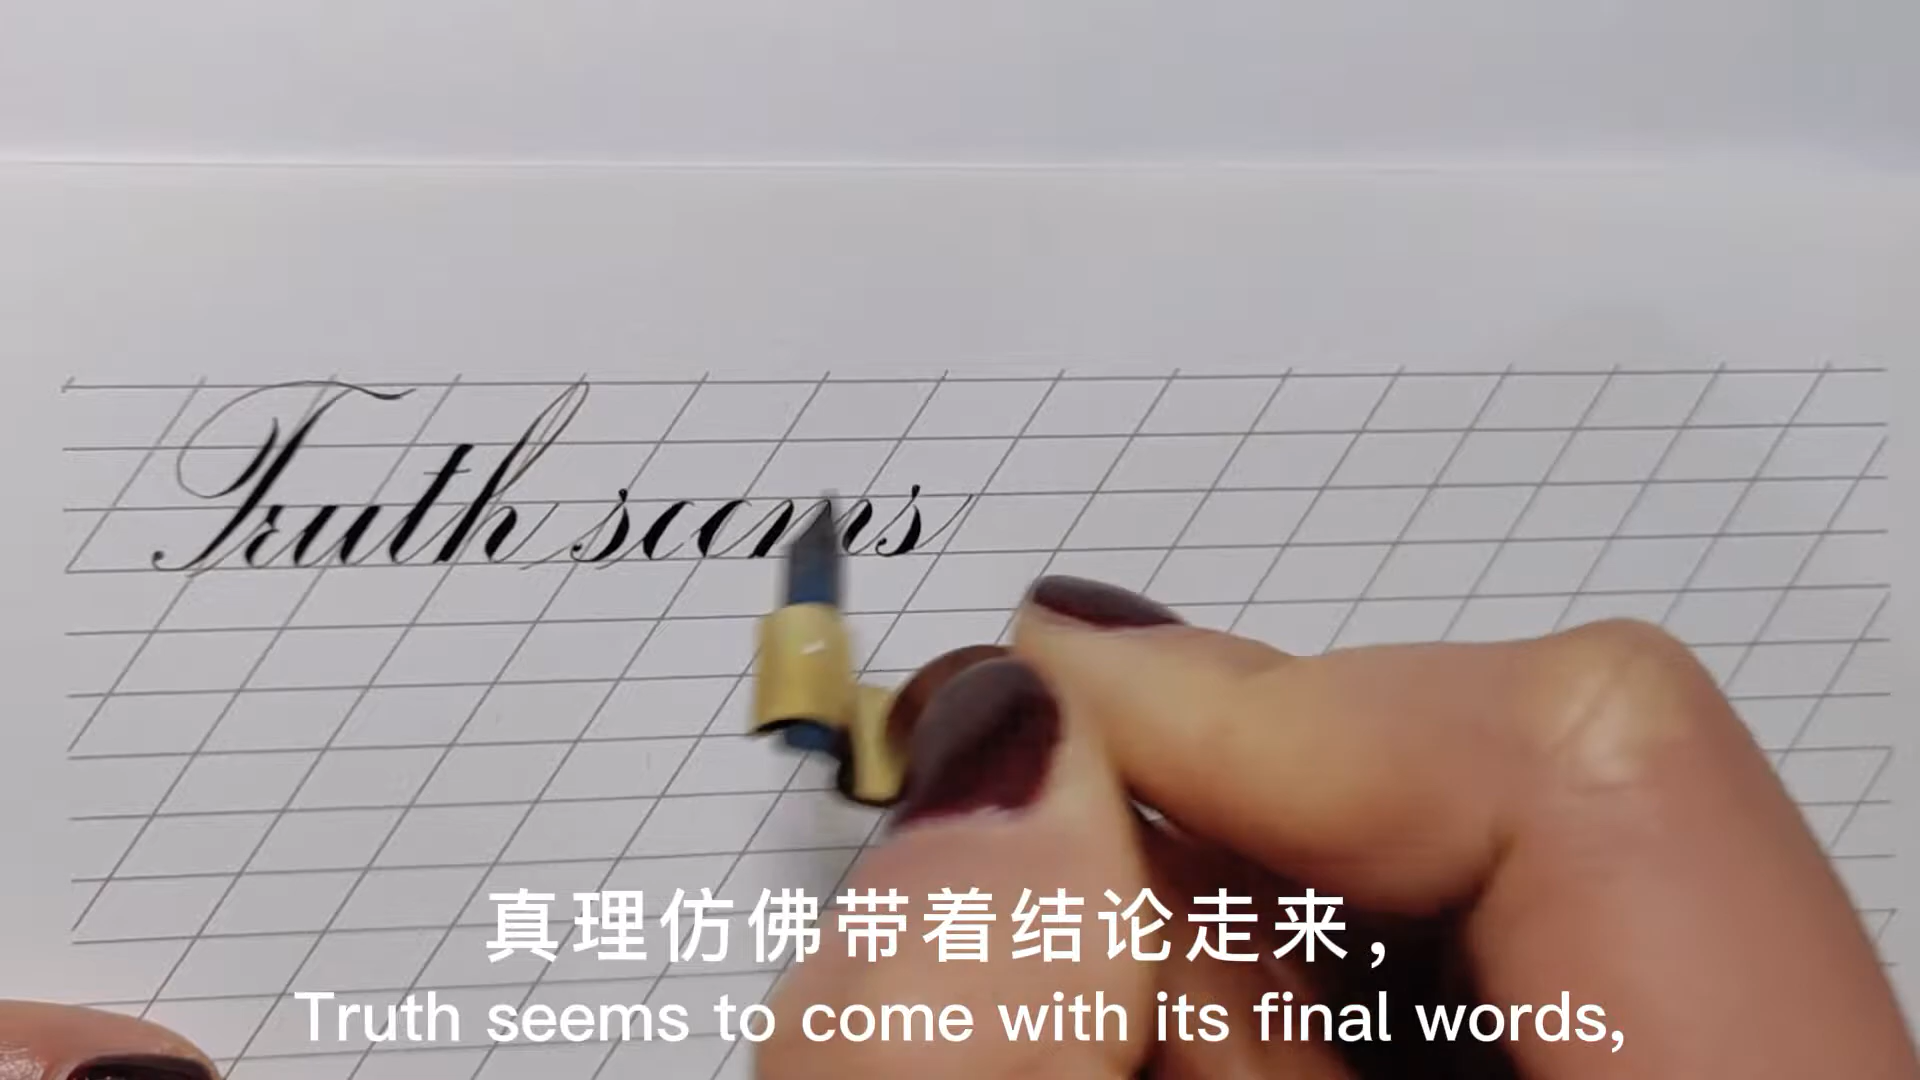 Truth seems
真理仿佛带着结论走来，
Truth seems to come with its final words,